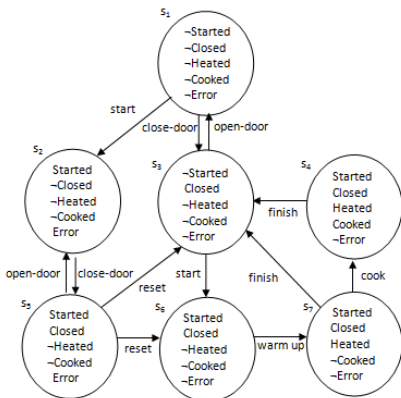 s1
¬Started
¬Closed
¬Heated
¬Cooked
¬Error
start
close-door
open-door
s2
Started
¬Closed
¬Heated
¬Cooked
Error
s3
¬Started
Closed
¬Heated
¬Cooked
¬Error
s4
Started
Closed
Heated
Cooked
¬Error
finish
open-door
close-door
reset
start
finish
cook
s5
Started
Closed
¬Heated
¬Cooked
Error
reset
s6
Started
Closed
¬Heated
¬Cooked
¬Error
warm up
s7
Started
Closed
Heated
¬Cooked
¬Error